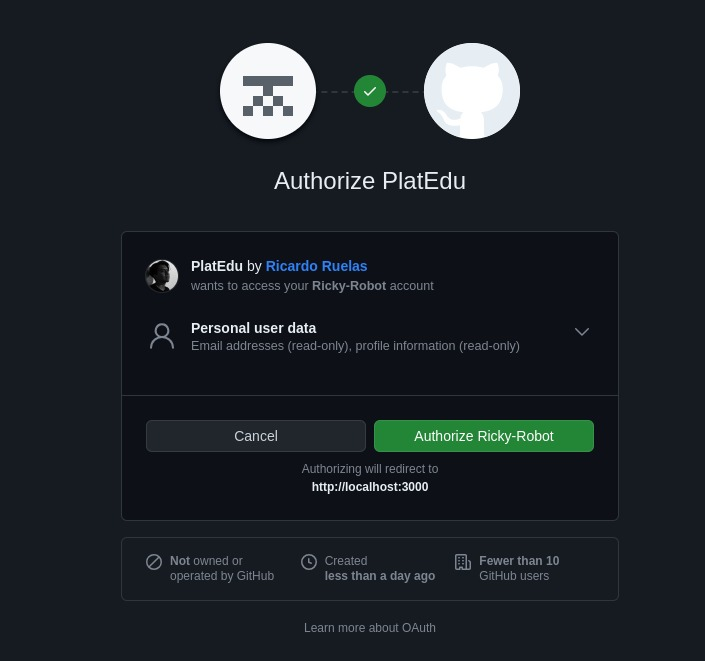 Authorize PlatEdu
PlatEdu by Ricardo Ruelas
wants to access your Ricky-Robot account
Personal user data
Email addresses (read-only), profile information (read-only)
Cancel
Authorize Ricky-Robot
Authorizing will redirect to
http://localhost:3000
Not owned or
operated by GitHub
Created
less than a day ago
Fewer than 10
GitHub users
Learn more about OAuth